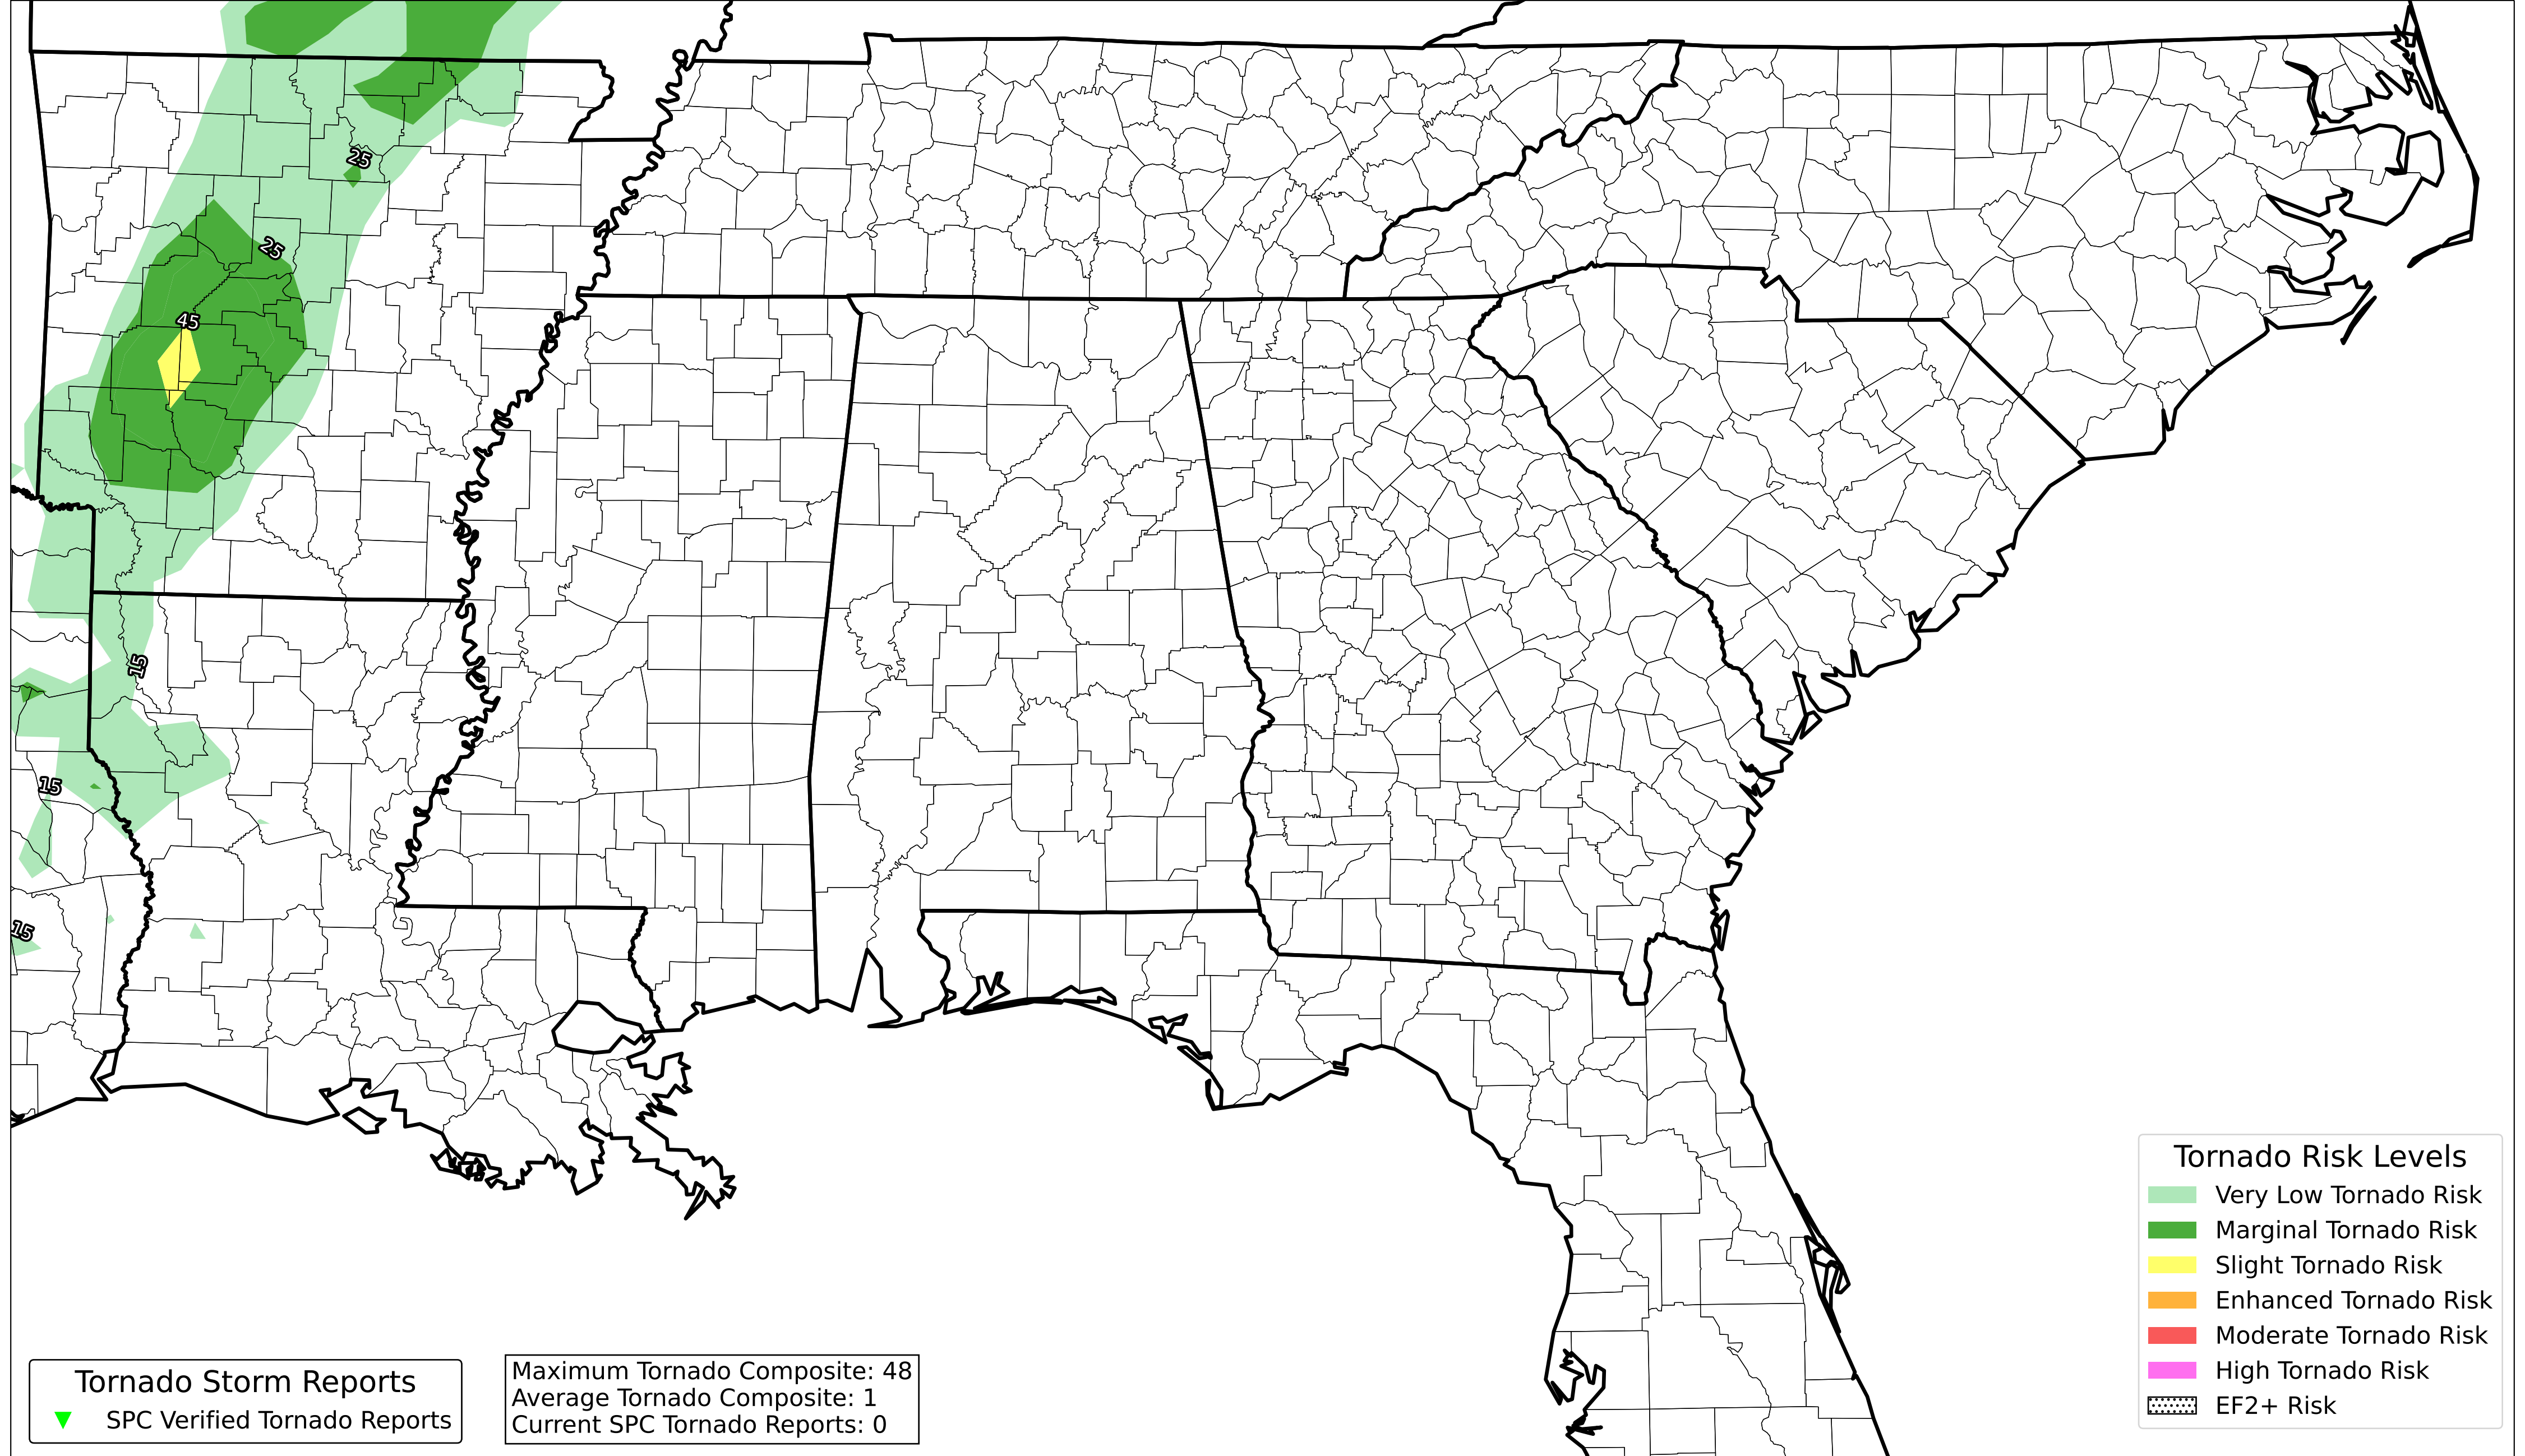 25
25
45
15
15
15
Tornado Risk Levels
Very Low Tornado Risk
Marginal Tornado Risk
Slight Tornado Risk
Enhanced Tornado Risk
Moderate Tornado Risk
High Tornado Risk
EF2+ Risk
Tornado Storm Reports
SPC Verified Tornado Reports
Maximum Tornado Composite: 48
Average Tornado Composite: 1
Current SPC Tornado Reports: 0